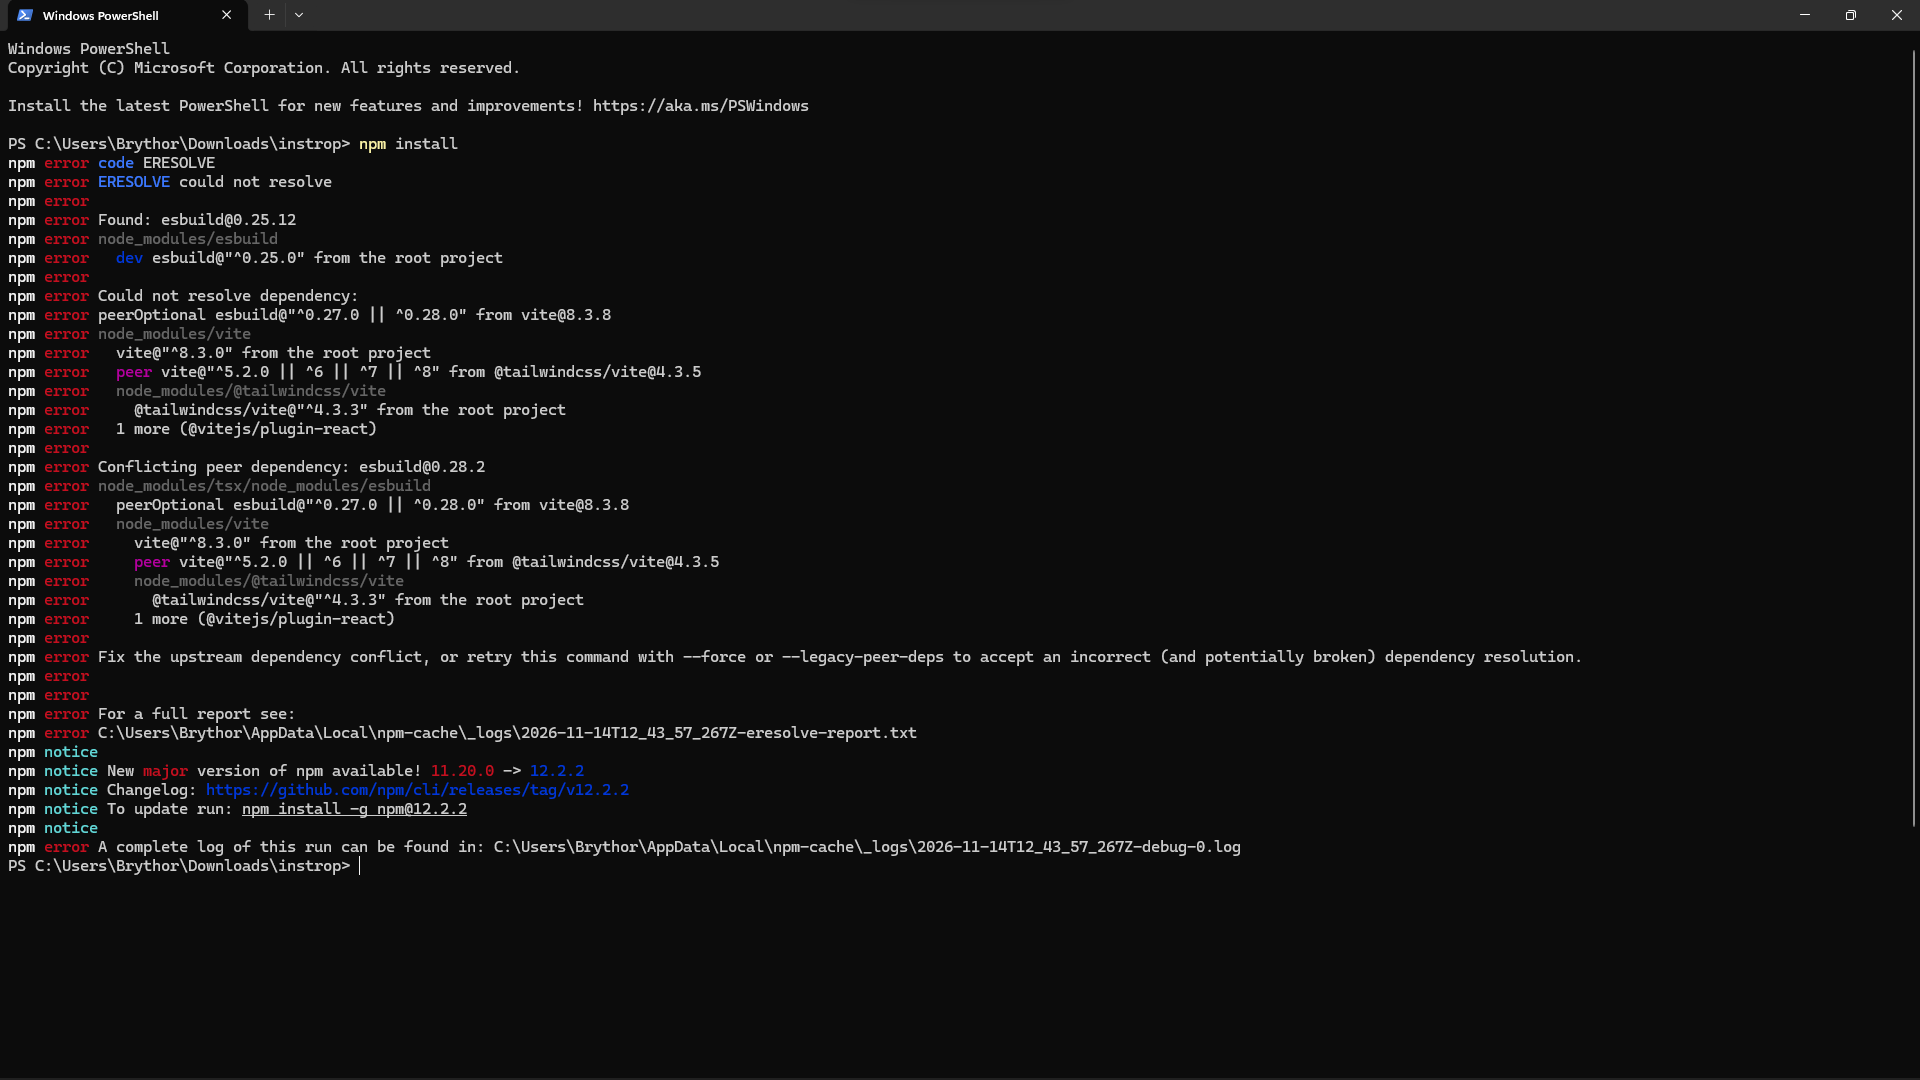 Windows PowerShell
Windows PowerShell
Copyright (C) Microsoft Corporation. All rights reserved.
Install the latest PowerShell for new features and improvements! https://aka.ms/PSWindows
PS C:\Users\Brythor\Downloads\instrop> npm install
npm error code ERESOLVE
npm error ERESOLVE could not resolve
npm error
npm error Found: esbuild@0.25.12
npm error node_modules/esbuild
npm error   dev esbuild@"^0.25.0" from the root project
npm error
npm error Could not resolve dependency:
npm error peerOptional esbuild@"^0.27.0 || ^0.28.0" from vite@8.3.8
npm error node_modules/vite
npm error   vite@"^8.3.0" from the root project
npm error   peer vite@"^5.2.0 || ^6 || ^7 || ^8" from @tailwindcss/vite@4.3.5
npm error   node_modules/@tailwindcss/vite
npm error     @tailwindcss/vite@"^4.3.3" from the root project
npm error   1 more (@vitejs/plugin-react)
npm error
npm error Conflicting peer dependency: esbuild@0.28.2
npm error node_modules/tsx/node_modules/esbuild
npm error   peerOptional esbuild@"^0.27.0 || ^0.28.0" from vite@8.3.8
npm error   node_modules/vite
npm error     vite@"^8.3.0" from the root project
npm error     peer vite@"^5.2.0 || ^6 || ^7 || ^8" from @tailwindcss/vite@4.3.5
npm error     node_modules/@tailwindcss/vite
npm error       @tailwindcss/vite@"^4.3.3" from the root project
npm error     1 more (@vitejs/plugin-react)
npm error
npm error Fix the upstream dependency conflict, or retry this command with --force or --legacy-peer-deps to accept an incorrect (and potentially broken) dependency resolution.
npm error
npm error
npm error For a full report see:
npm error C:\Users\Brythor\AppData\Local\npm-cache\_logs\2026-11-14T12_43_57_267Z-eresolve-report.txt
npm notice
npm notice New major version of npm available! 11.20.0 -> 12.2.2
npm notice Changelog: https://github.com/npm/cli/releases/tag/v12.2.2
npm notice To update run: npm install -g npm@12.2.2
npm notice
npm error A complete log of this run can be found in: C:\Users\Brythor\AppData\Local\npm-cache\_logs\2026-11-14T12_43_57_267Z-debug-0.log
PS C:\Users\Brythor\Downloads\instrop>